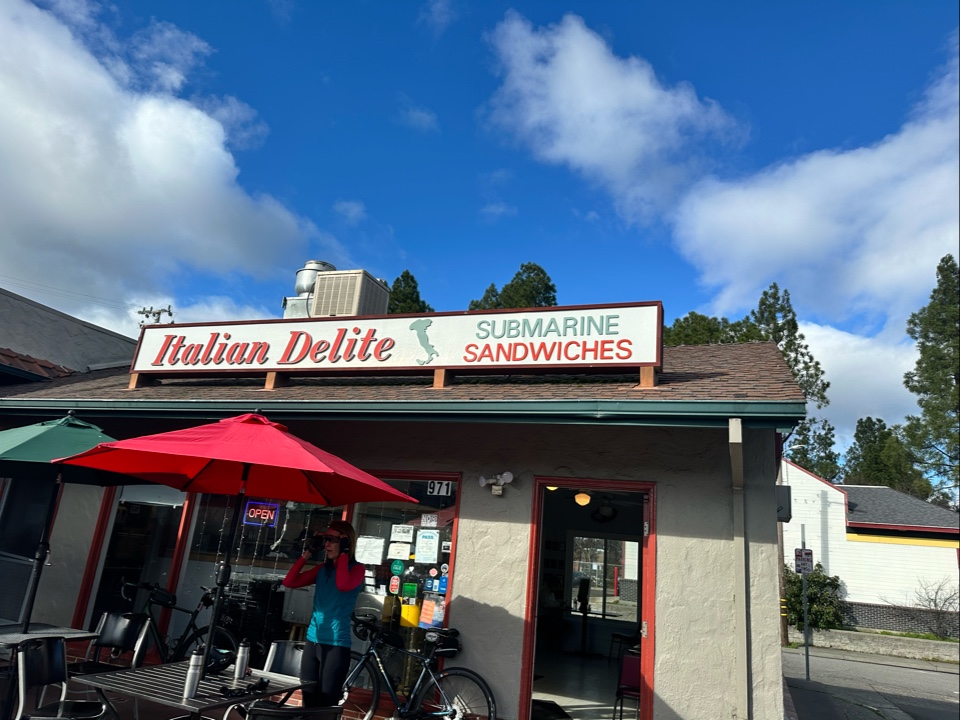 Italian Delite
SUBMARINE
SANDWICHES
971
OPEN